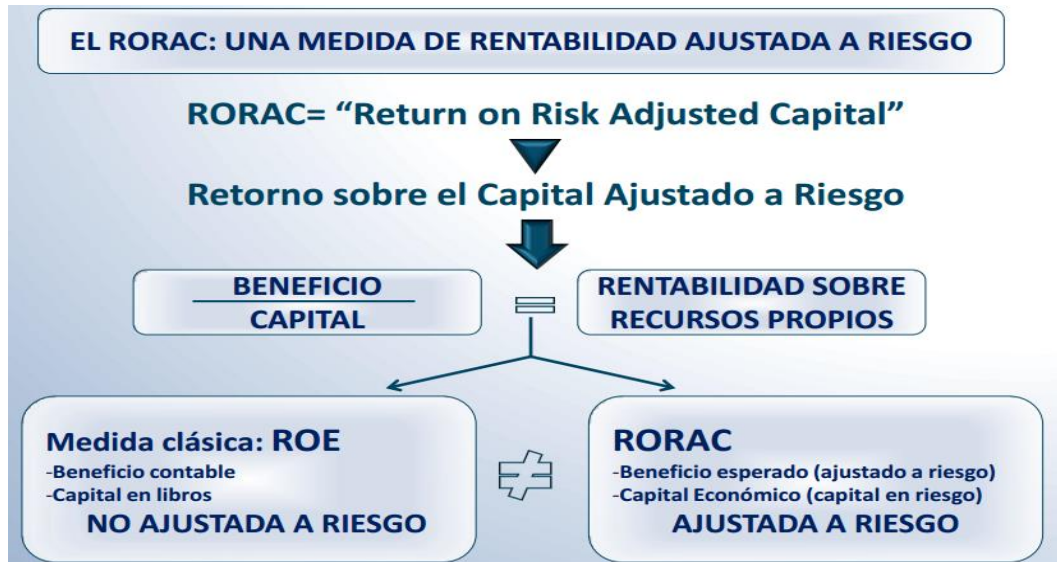 EL RORAC: UNA MEDIDA DE RENTABILIDAD AJUSTADA A RIESGO
RORAC= “Return on Risk Adjusted Capital”
Retorno sobre el Capital Ajustado a Riesgo
BENEFICIO
CAPITAL
=
RENTABILIDAD SOBRE
RECURSOS PROPIOS
Medida clásica: ROE
-Beneficio contable
-Capital en libros
NO AJUSTADA A RIESGO
≠
RORAC
-Beneficio esperado (ajustado a riesgo)
-Capital Económico (capital en riesgo)
AJUSTADA A RIESGO